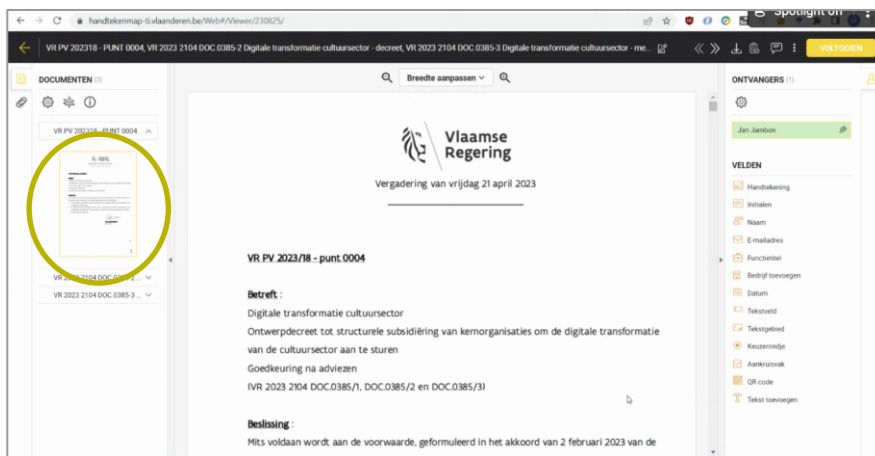 handtekenmap-ti.vlaanderen.be/Web#/Viewer/230825/
Spotlight on
VR PV 202318 - PUNT 0004, VR 2023 2104 DOC.0385-2 Digitale transformatie cultuursector - decreet, VR 2023 2104 DOC.0385-3 Digitale transformatie cultuursector - me...
VOLTOOIEN
DOCUMENTEN (3)
VR PV 202318 - PUNT 0004
VR 2023 2104 DOC.0385-2 ...
VR 2023 2104 DOC.0385-3 ...
Breedte aanpassen
Vlaamse
Regering
Vergadering van vrijdag 21 april 2023
VR PV 2023/18 - punt 0004
Betreft :
Digitale transformatie cultuursector
Ontwerpdecreet tot structurele subsidiëring van kernorganisaties om de digitale transformatie
van de cultuursector aan te sturen
Goedkeuring na adviezen
(VR 2023 2104 DOC.0385/1, DOC.0385/2 en DOC.0385/3)
Beslissing :
Mits voldaan wordt aan de voorwaarde, geformuleerd in het akkoord van 2 februari 2023 van de
ONTVANGERS (1)
Jan Jambon
VELDEN
Handtekening
Initialen
Naam
E-mailadres
Functietitel
Bedrijf toevoegen
Datum
Tekstveld
Tekstgebied
Keuzerondje
Aankruisvak
QR code
Tekst toevoegen